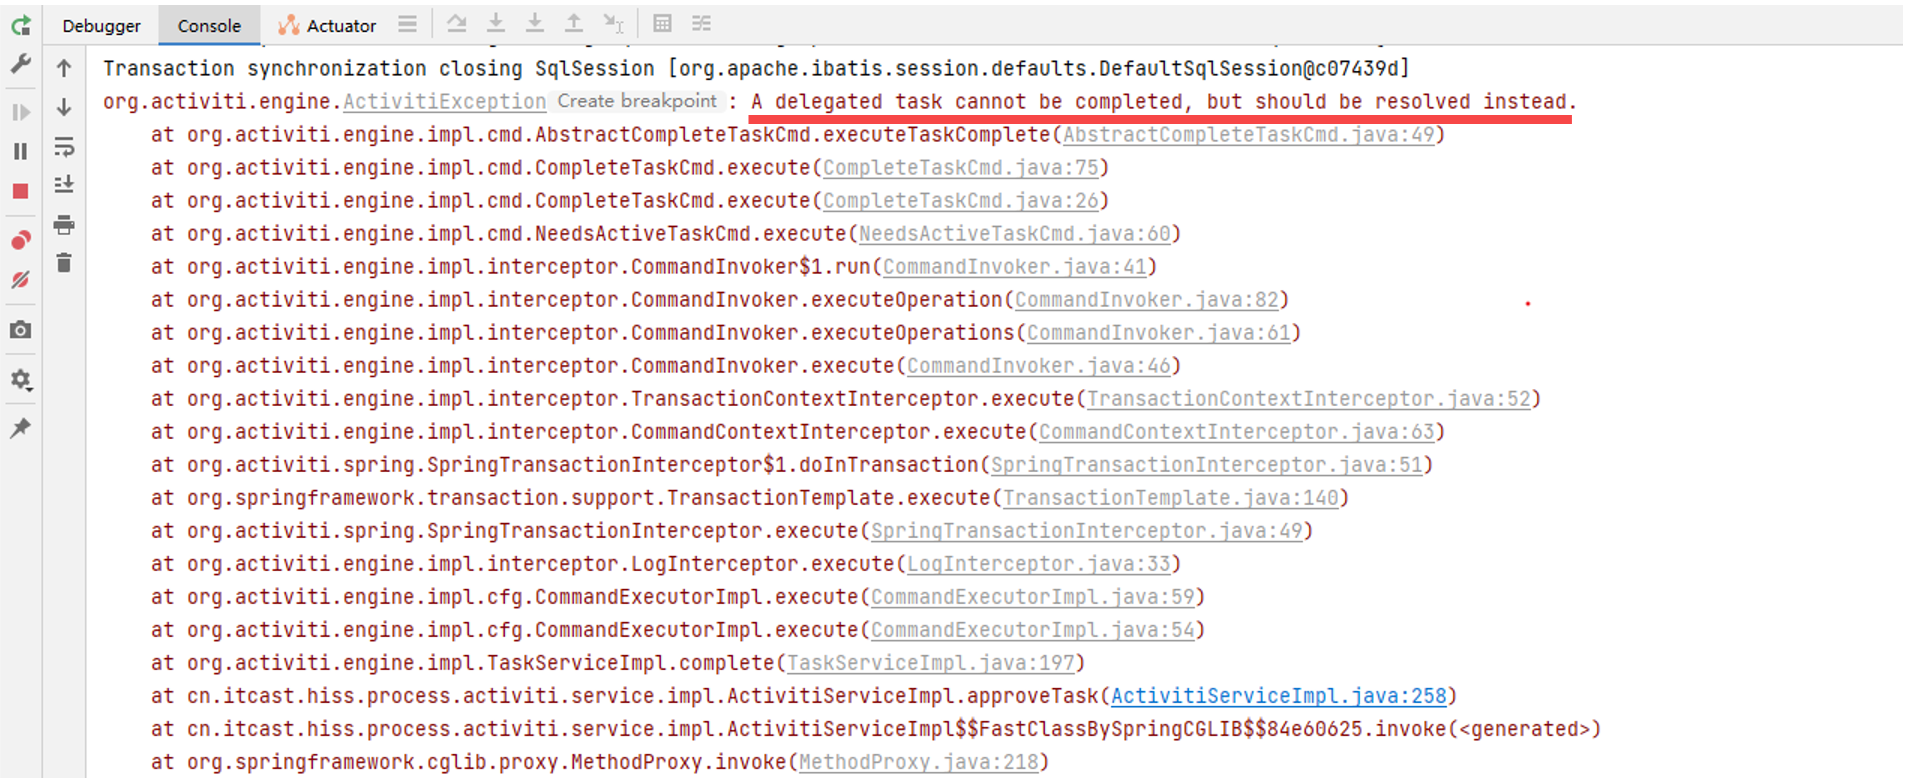 Debugger Console Actuator
Transaction synchronization closing SqlSession [org.apache.ibatis.session.defaults.DefaultSqlSession@c07439d]
org.activiti.engine.ActivitiException Create breakpoint : A delegated task cannot be completed, but should be resolved instead.
at org.activiti.engine.impl.cmd.AbstractCompleteTaskCmd.executeTaskComplete(AbstractCompleteTaskCmd.java:49)
at org.activiti.engine.impl.cmd.CompleteTaskCmd.execute(CompleteTaskCmd.java:75)
at org.activiti.engine.impl.cmd.CompleteTaskCmd.execute(CompleteTaskCmd.java:26)
at org.activiti.engine.impl.cmd.NeedsActiveTaskCmd.execute(NeedsActiveTaskCmd.java:60)
at org.activiti.engine.impl.interceptor.CommandInvoker$1.run(CommandInvoker.java:41)
at org.activiti.engine.impl.interceptor.CommandInvoker.executeOperation(CommandInvoker.java:82)
at org.activiti.engine.impl.interceptor.CommandInvoker.executeOperations(CommandInvoker.java:61)
at org.activiti.engine.impl.interceptor.CommandInvoker.execute(CommandInvoker.java:46)
at org.activiti.engine.impl.interceptor.TransactionContextInterceptor.execute(TransactionContextInterceptor.java:52)
at org.activiti.engine.impl.interceptor.CommandContextInterceptor.execute(CommandContextInterceptor.java:63)
at org.activiti.spring.SpringTransactionInterceptor$1.doInTransaction(SpringTransactionInterceptor.java:51)
at org.springframework.transaction.support.TransactionTemplate.execute(TransactionTemplate.java:140)
at org.activiti.spring.SpringTransactionInterceptor.execute(SpringTransactionInterceptor.java:49)
at org.activiti.engine.impl.interceptor.LogInterceptor.execute(LogInterceptor.java:33)
at org.activiti.engine.impl.cfg.CommandExecutorImpl.execute(CommandExecutorImpl.java:59)
at org.activiti.engine.impl.cfg.CommandExecutorImpl.execute(CommandExecutorImpl.java:54)
at org.activiti.engine.impl.TaskServiceImpl.complete(TaskServiceImpl.java:197)
at cn.itcast.hiss.process.activiti.service.impl.ActivitiServiceImpl.approveTask(ActivitiServiceImpl.java:258)
at cn.itcast.hiss.process.activiti.service.impl.ActivitiServiceImpl$$FastClassBySpringCGLIB$$84e60625.invoke(<generated>)
at org.springframework.cglib.proxy.MethodProxy.invoke(MethodProxy.java:218)